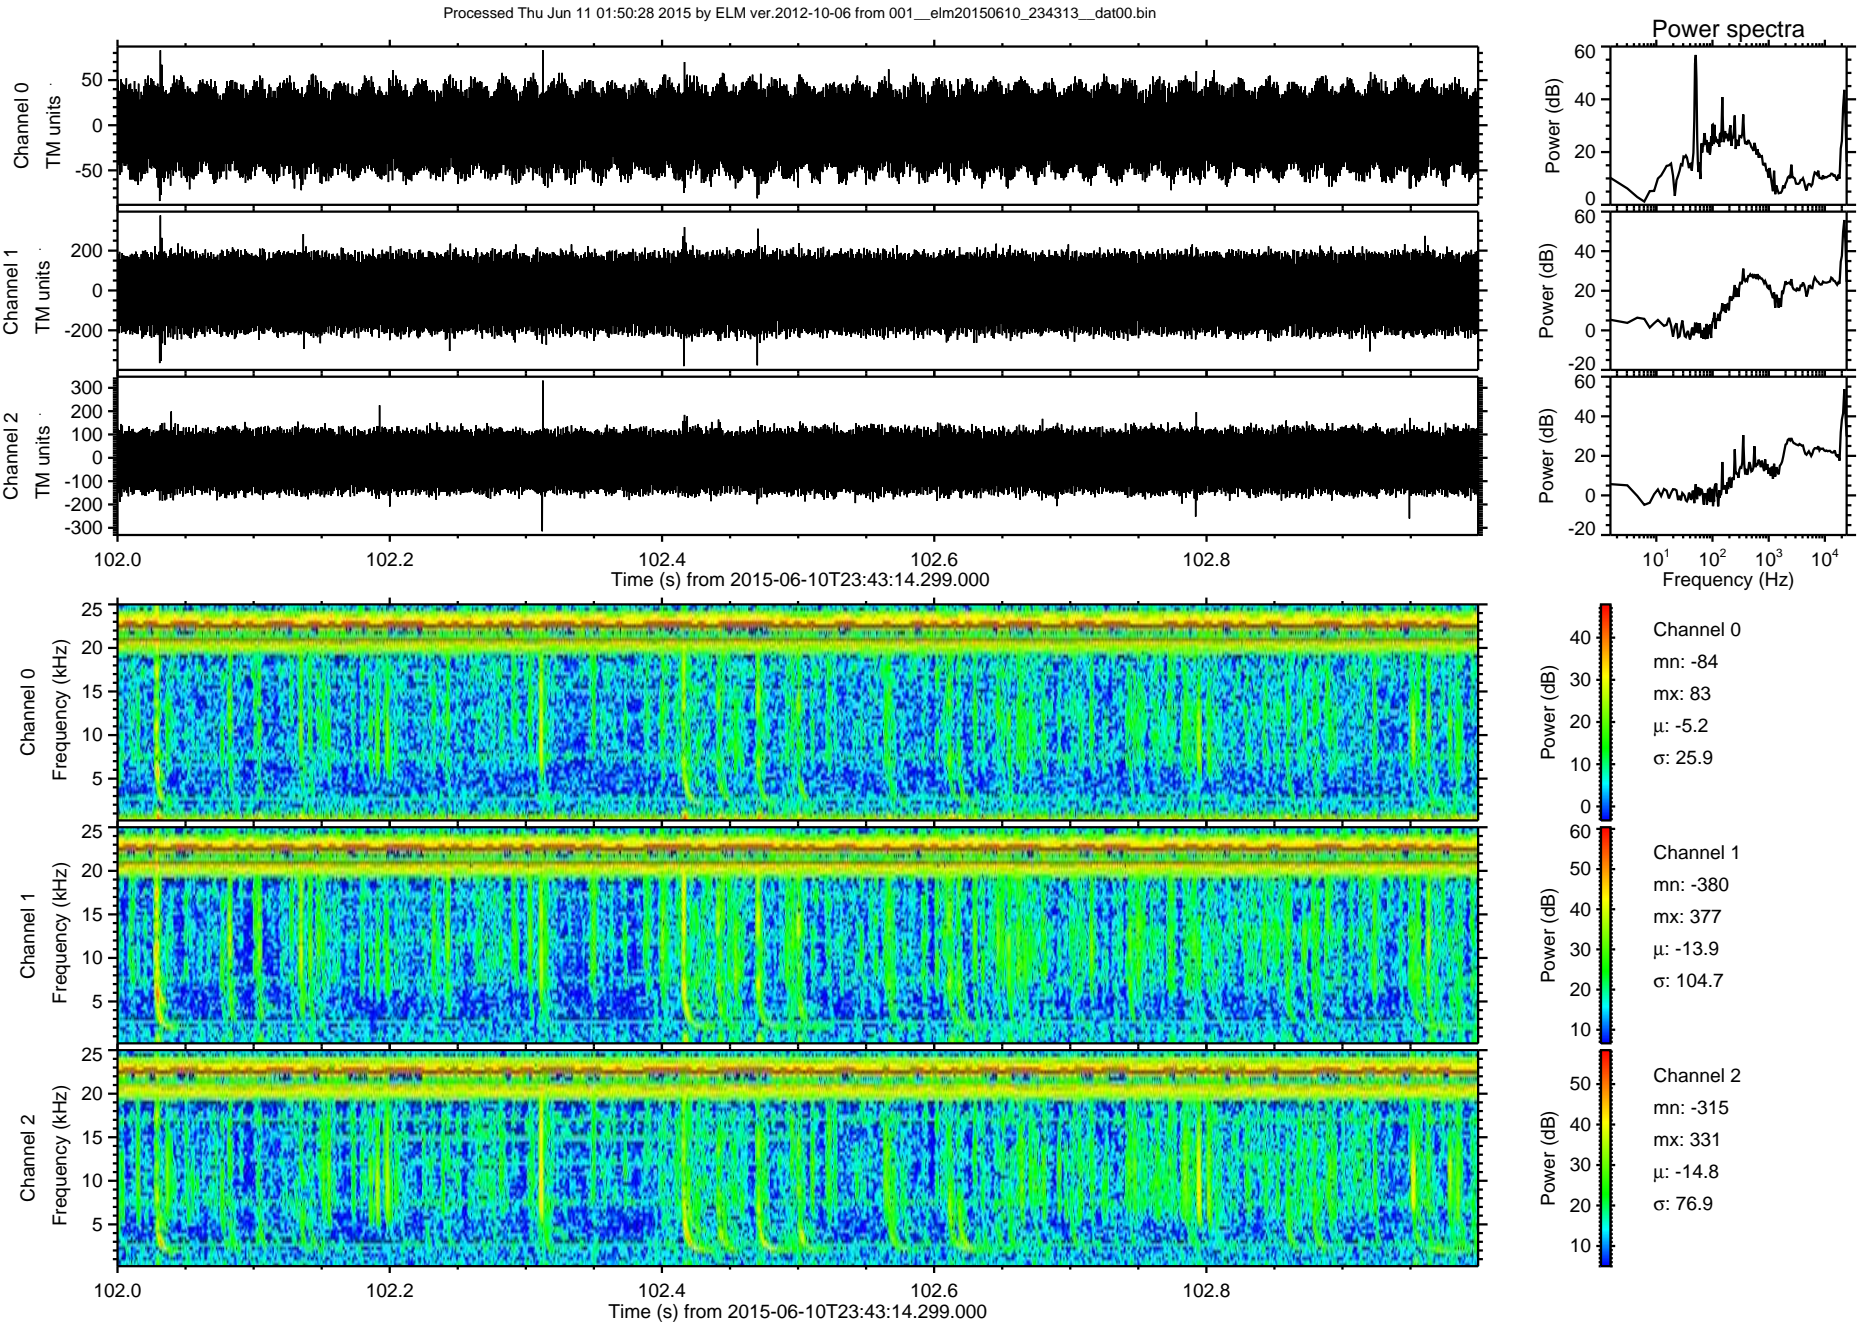 Processed Thu Jun 11 01:50:28 2015 by ELM ver.2012-10-06 from 001__elm20150610_234313__dat00.bin
Power spectra
Channel 0
TM units
50
0
-50
Power (dB)
60
40
20
0
Channel 1
TM units
200
0
-200
Power (dB)
60
40
20
0
-20
Channel 2
TM units
300
200
100
0
-100
-200
-300
Power (dB)
60
40
20
0
-20
102.0 102.2 102.4 102.6 102.8
Time (s) from 2015-06-10T23:43:14.299.000
10^1 10^2 10^3 10^4
Frequency (Hz)
Channel 0
Frequency (kHz)
25
20
15
10
5
Power (dB)
40
30
20
10
0
Channel 0
mn: -84
mx: 83
μ: -5.2
σ: 25.9
Channel 1
Frequency (kHz)
25
20
15
10
5
Power (dB)
60
50
40
30
20
10
Channel 1
mn: -380
mx: 377
μ: -13.9
σ: 104.7
Channel 2
Frequency (kHz)
25
20
15
10
5
Power (dB)
50
40
30
20
10
Channel 2
mn: -315
mx: 331
μ: -14.8
σ: 76.9
102.0 102.2 102.4 102.6 102.8
Time (s) from 2015-06-10T23:43:14.299.000